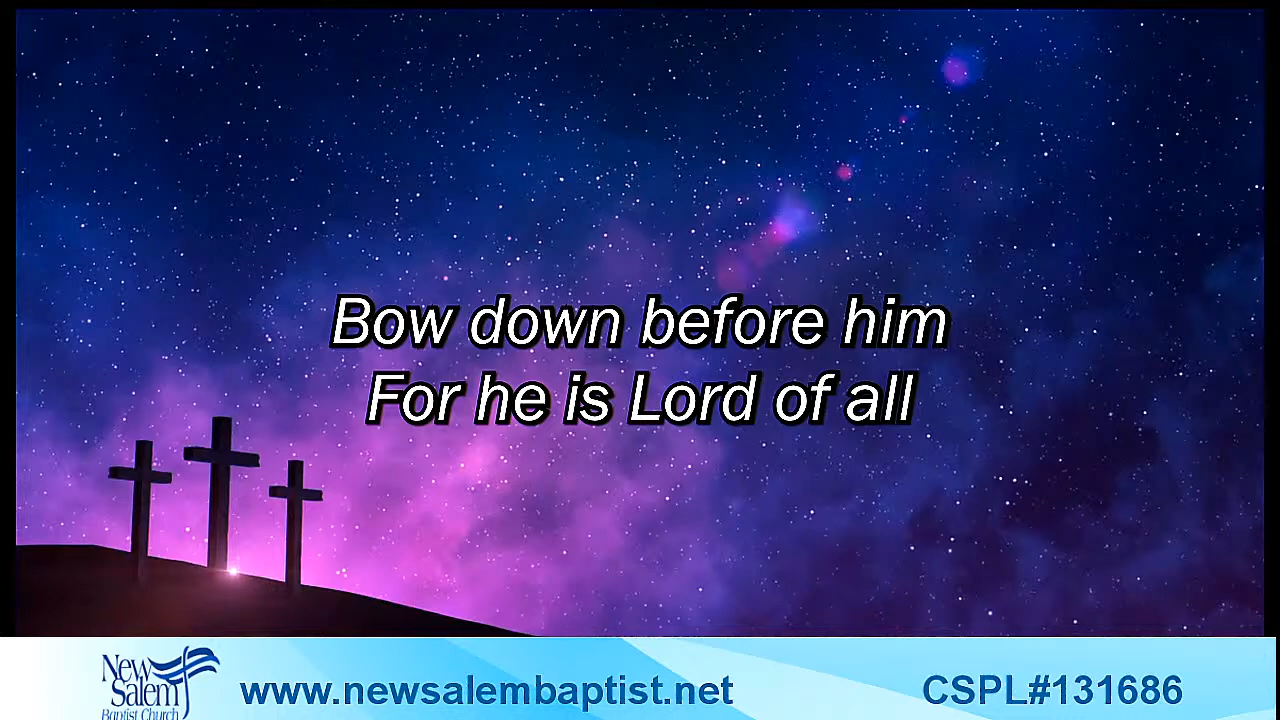 Bow down before him
For he is Lord of all
New
Salem
Baptist Church
www.newsalembaptist.net
CSPL#131686